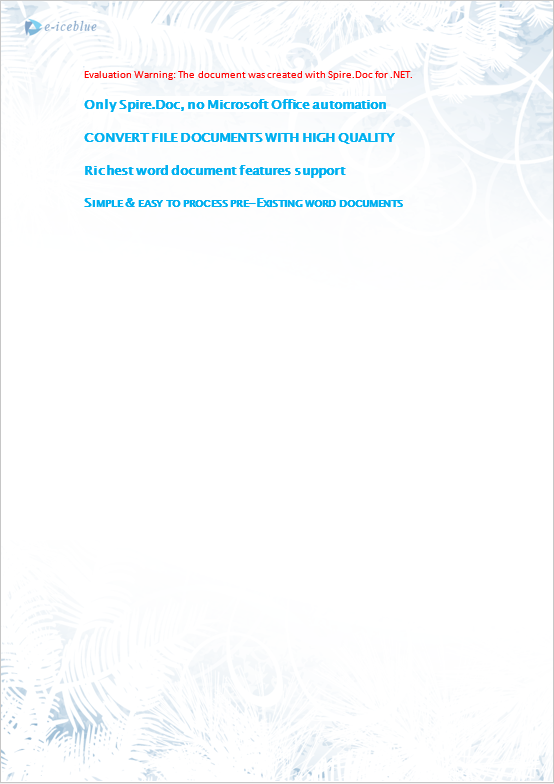 e-iceblue
Evaluation Warning: The document was created with Spire.Doc for .NET.
Only Spire.Doc, no Microsoft Office automation
CONVERT FILE DOCUMENTS WITH HIGH QUALITY
Richest word document features support
SIMPLE & EASY TO PROCESS PRE-EXISTING WORD DOCUMENTS